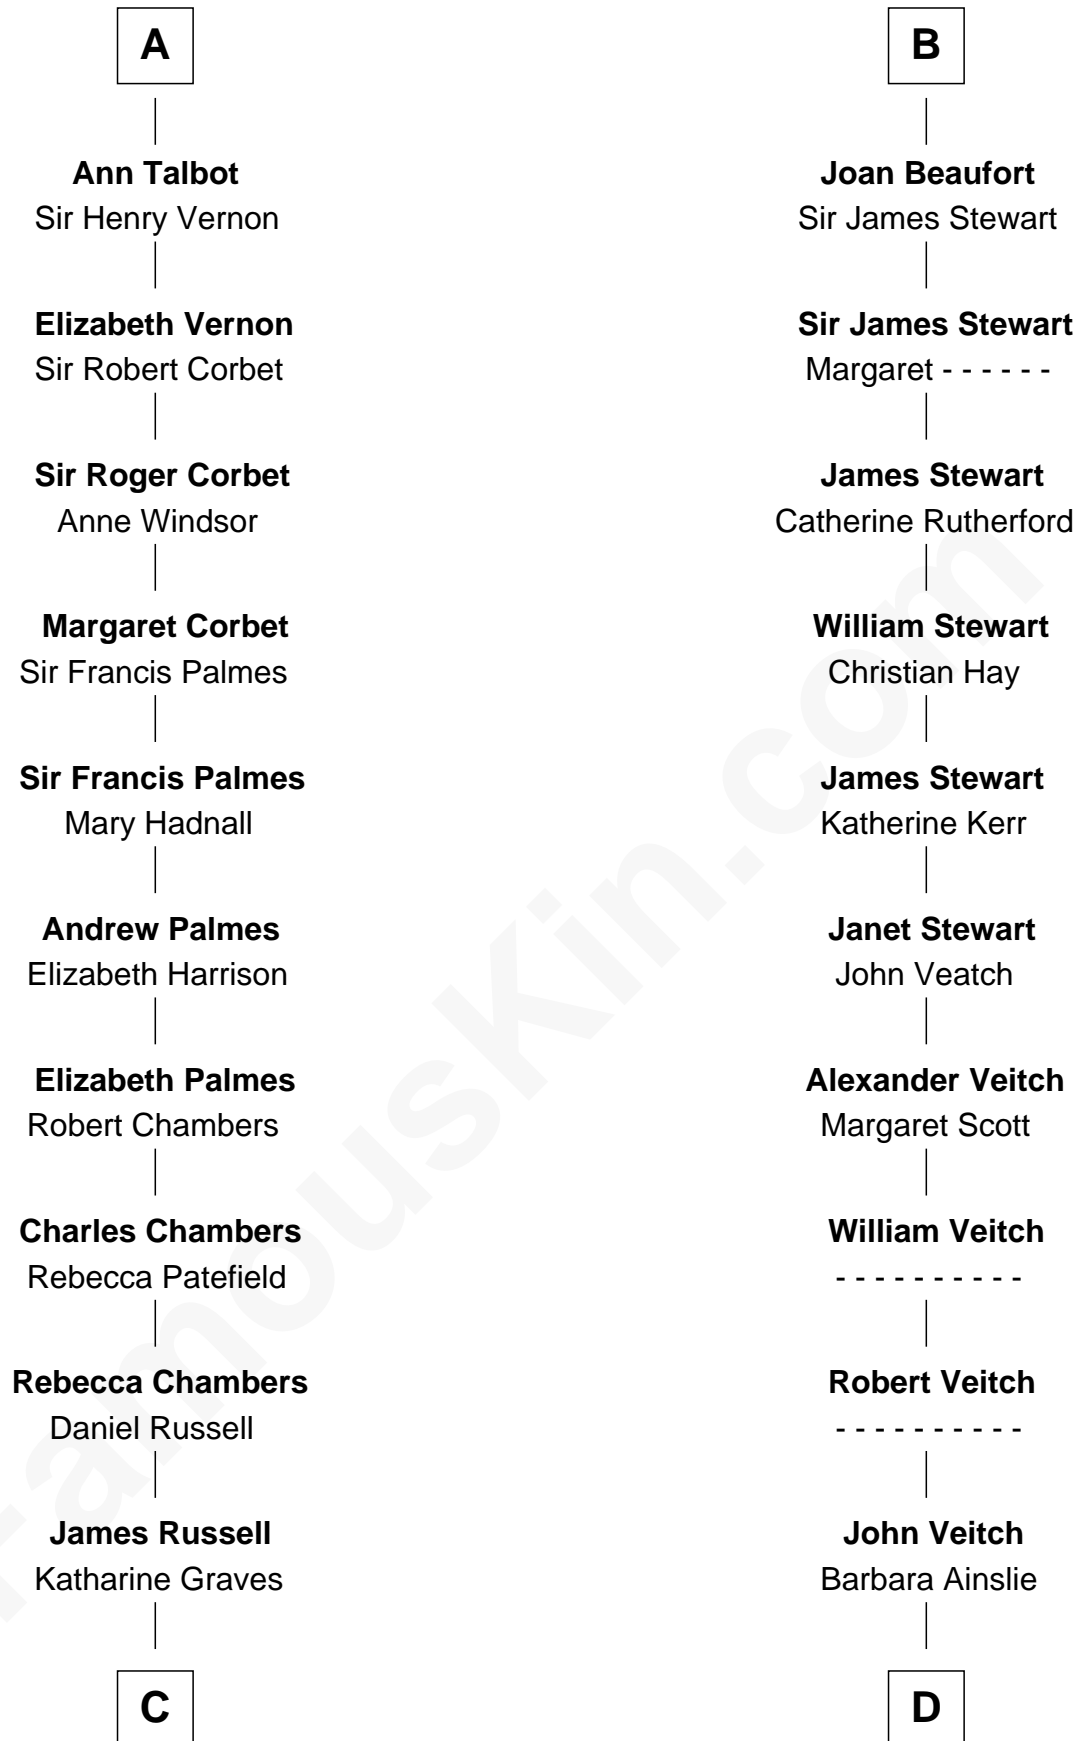 A
Ann Talbot
Sir Henry Vernon
Elizabeth Vernon
Sir Robert Corbet
Sir Roger Corbet
Anne Windsor
Margaret Corbet
Sir Francis Palmes
Sir Francis Palmes
Mary Hadnall
Andrew Palmes
Elizabeth Harrison
Elizabeth Palmes
Robert Chambers
Charles Chambers
Rebecca Patefield
Rebecca Chambers
Daniel Russell
James Russell
Katharine Graves
C
B
Joan Beaufort
Sir James Stewart
Sir James Stewart
Margaret - - - - - -
James Stewart
Catherine Rutherford
William Stewart
Christian Hay
James Stewart
Katherine Kerr
Janet Stewart
John Veatch
Alexander Veitch
Margaret Scott
William Veitch
- - - - - - - - - -
Robert Veitch
- - - - - - - - - -
John Veitch
Barbara Ainslie
D
FamousKin.com